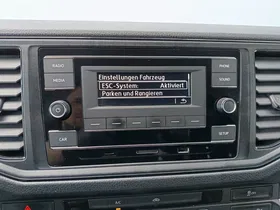 RADIO
PHONE
MEDIA
SOUND
Einstellungen Fahrzeug
ESC-System: Aktiviert
Parken und Rangieren
CAR
SETUP